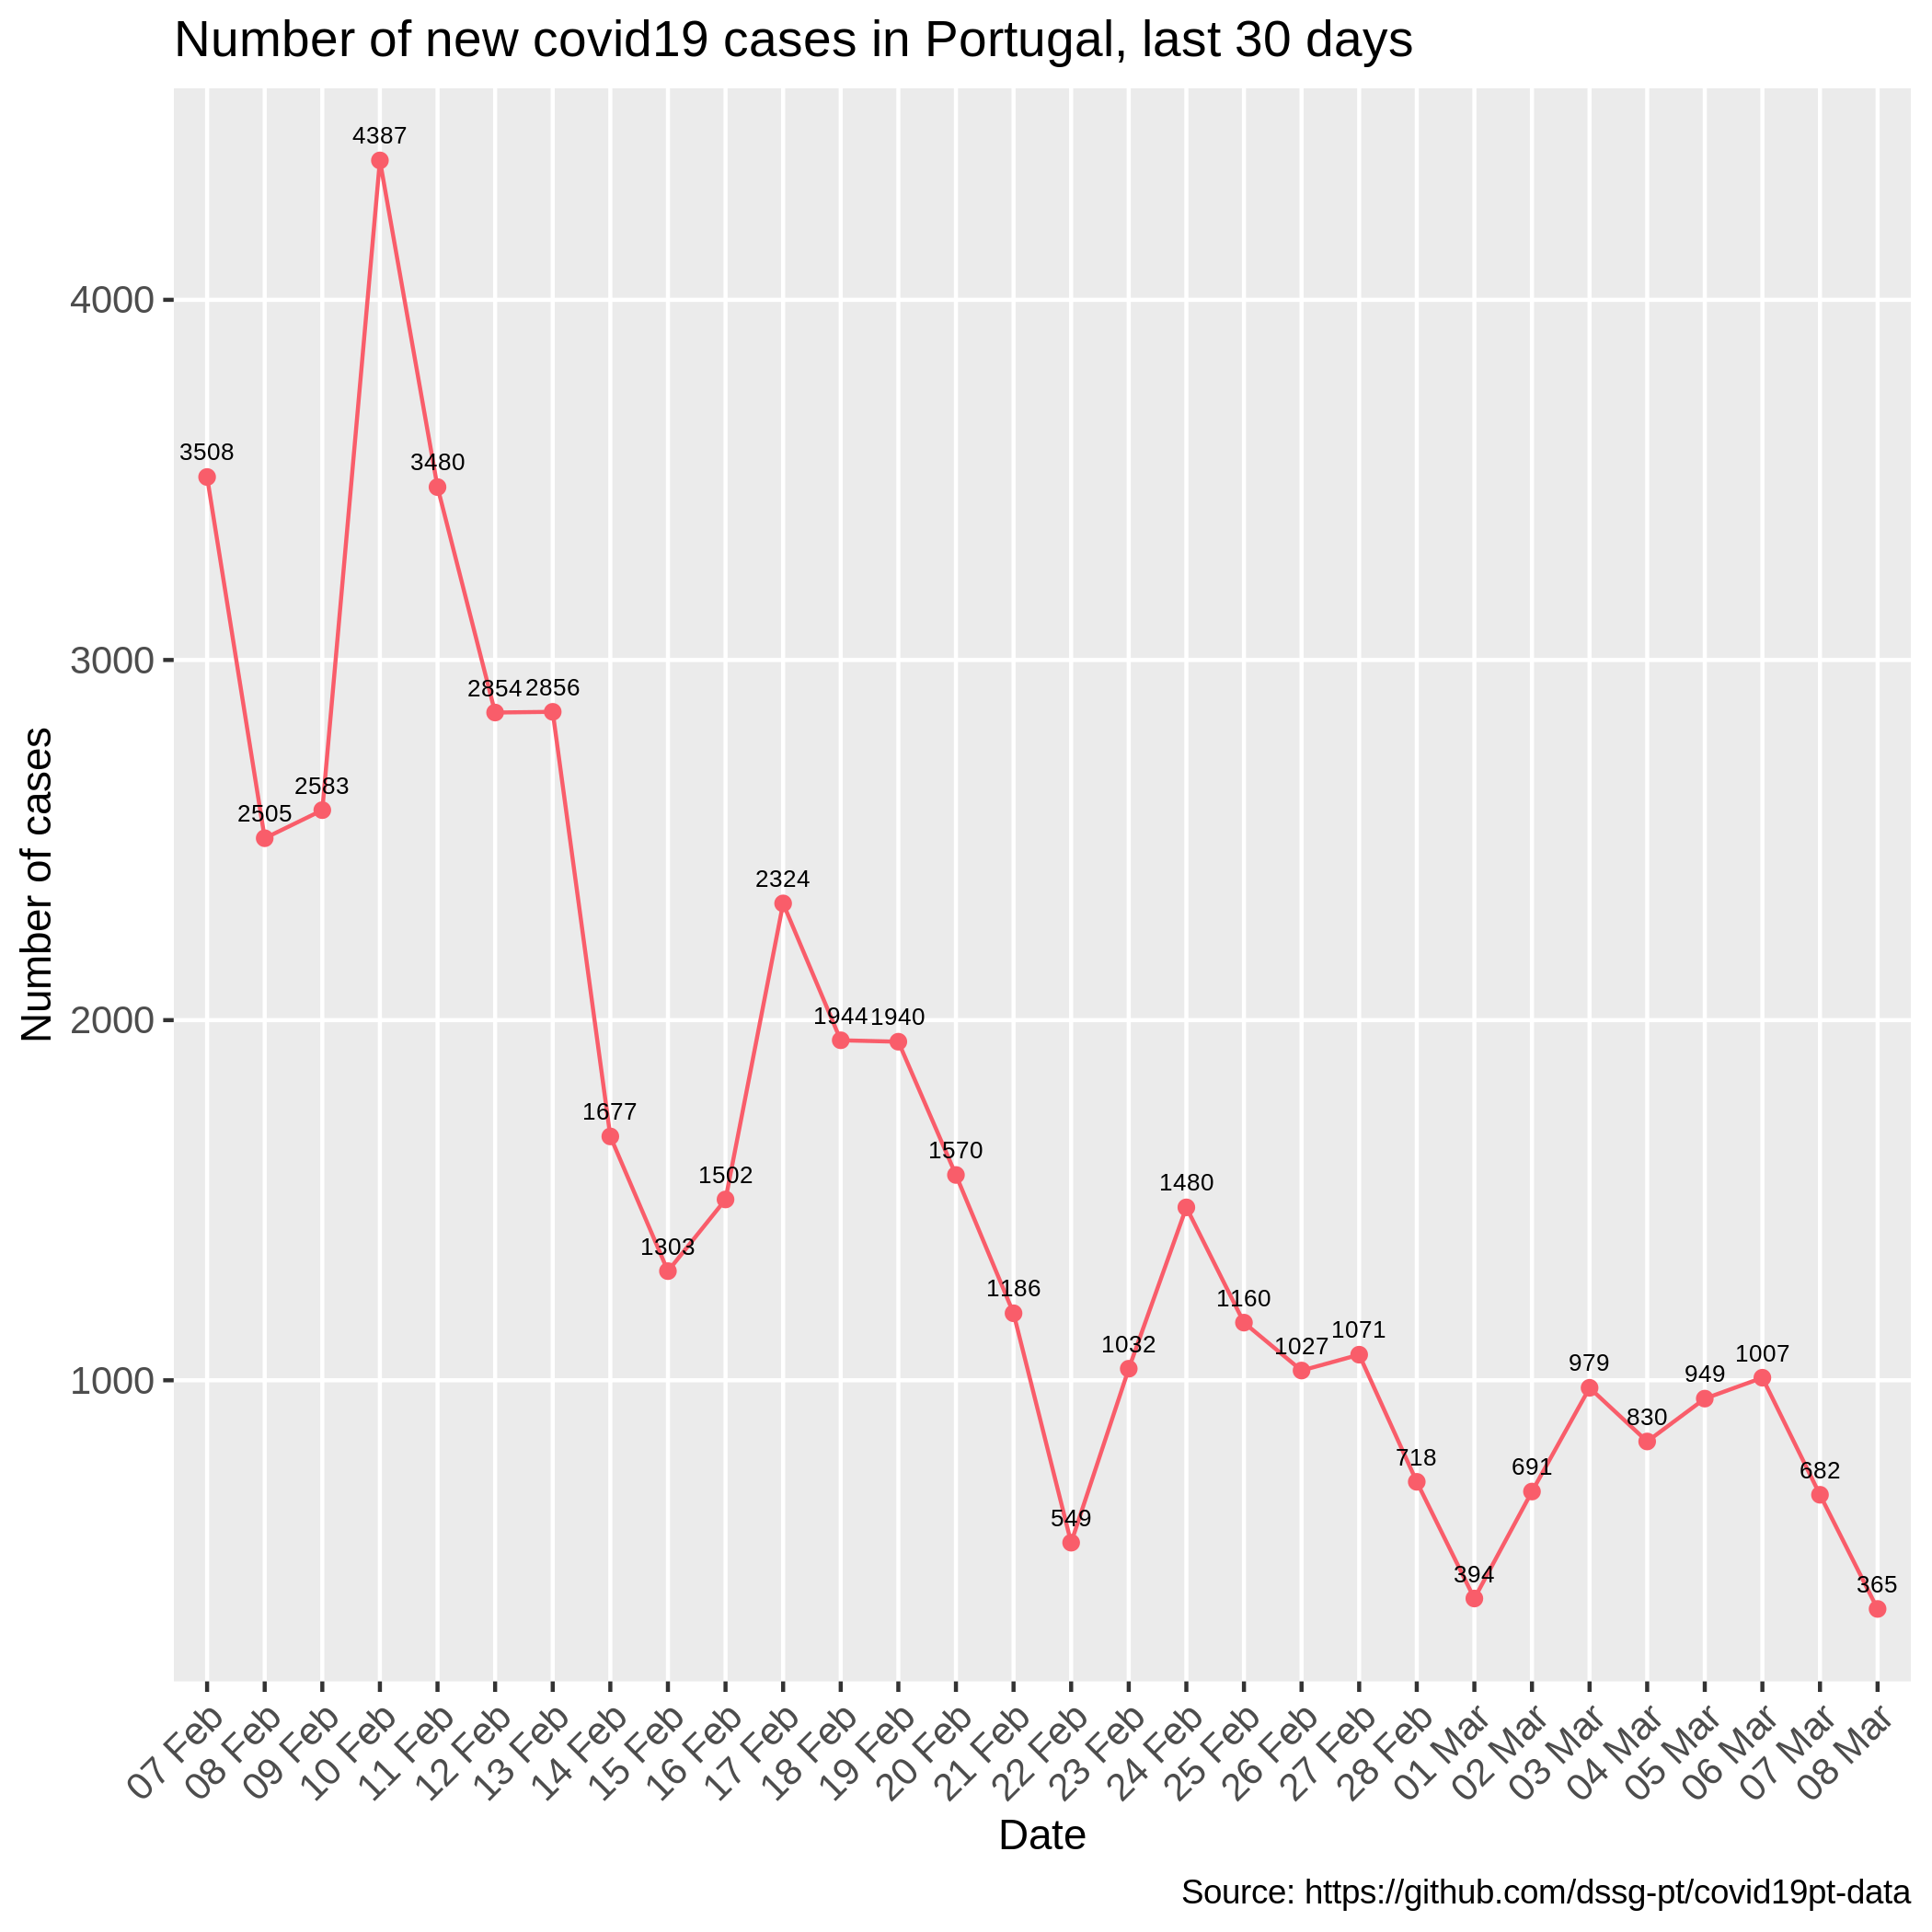 Number of new covid19 cases in Portugal, last 30 days
Number of cases
4000
3000
2000
1000
3508
2505
2583
4387
3480
2854
2856
1677
1303
1502
2324
1944
1940
1570
1186
549
1032
1480
1160
1027
1071
718
394
691
979
830
949
1007
682
365
07 Feb
08 Feb
09 Feb
10 Feb
11 Feb
12 Feb
13 Feb
14 Feb
15 Feb
16 Feb
17 Feb
18 Feb
19 Feb
20 Feb
21 Feb
22 Feb
23 Feb
24 Feb
25 Feb
26 Feb
27 Feb
28 Feb
01 Mar
02 Mar
03 Mar
04 Mar
05 Mar
06 Mar
07 Mar
08 Mar
Date
Source: https://github.com/dssg-pt/covid19pt-data